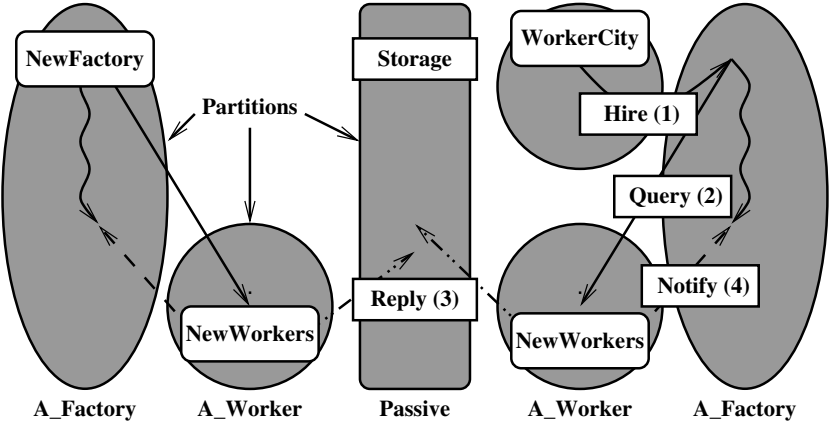 NewFactory
Storage
WorkerCity
Partitions
Hire (1)
Query (2)
Notify (4)
Reply (3)
NewWorkers
NewWorkers
A_Factory
A_Worker
Passive
A_Worker
A_Factory